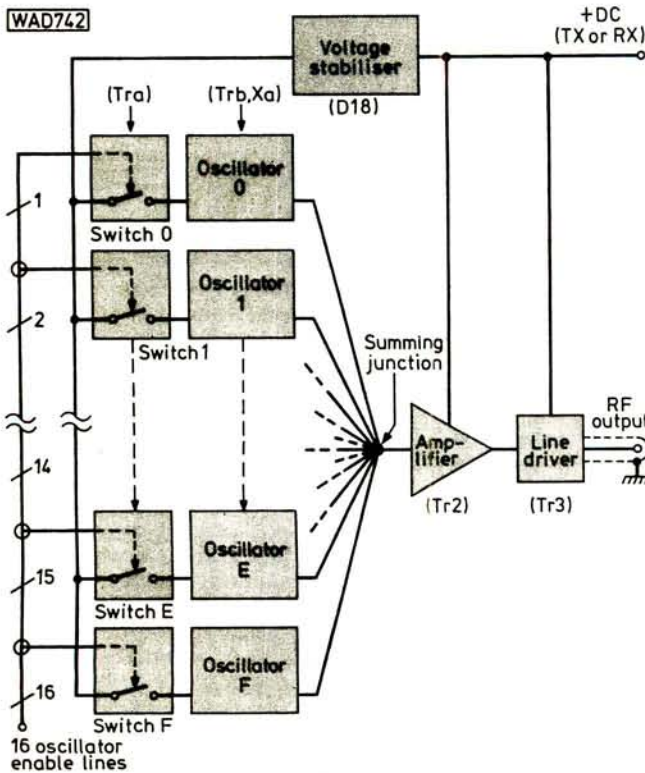 WAD742
+DC
(TX or RX)
Voltage
stabiliser
(D18)
(Tra)
(Trb,Xa)
Oscillator
0
1
Switch 0
Oscillator
1
2
Switch 1
Summing
junction
RF
output
14
Amp-
lifier
Line
driver
(Tr2)
(Tr3)
Oscillator
E
15
Switch E
Oscillator
F
16
Switch F
16 oscillator
enable lines